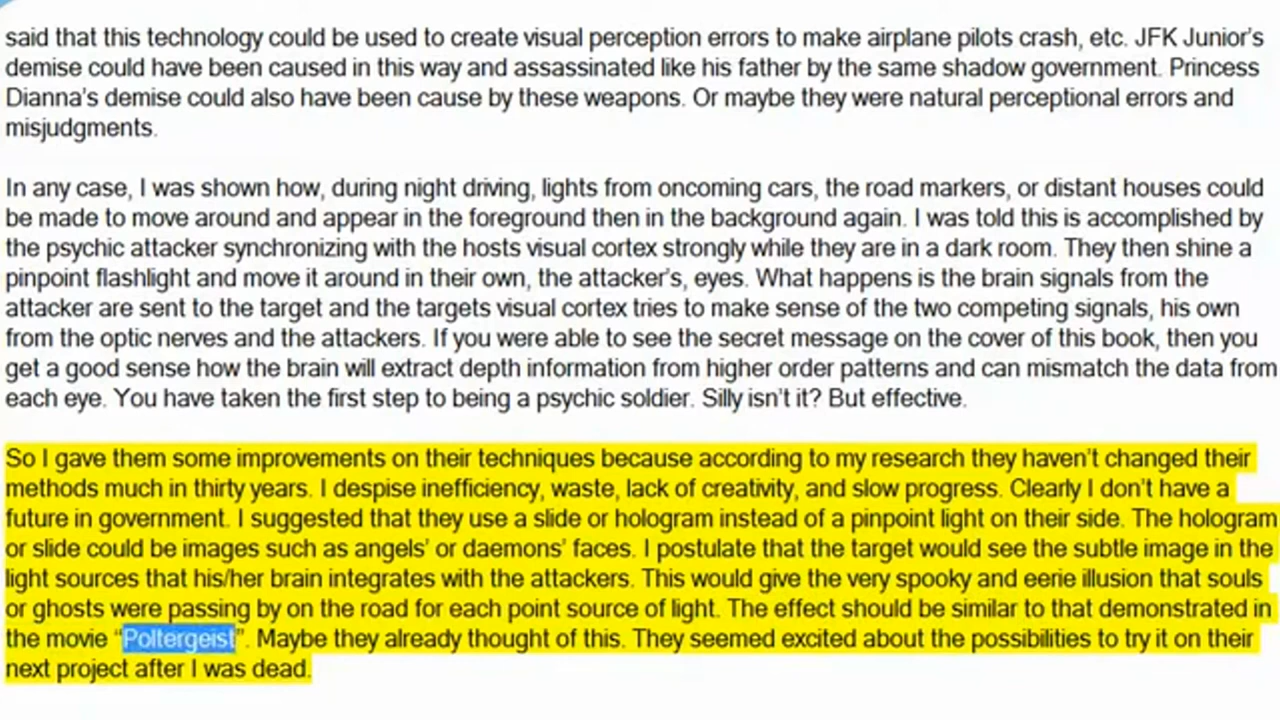 said that this technology could be used to create visual perception errors to make airplane pilots crash, etc. JFK Junior's
demise could have been caused in this way and assassinated like his father by the same shadow government. Princess
Dianna's demise could also have been cause by these weapons. Or maybe they were natural perceptional errors and
misjudgments.
In any case, I was shown how, during night driving, lights from oncoming cars, the road markers, or distant houses could
be made to move around and appear in the foreground then in the background again. I was told this is accomplished by
the psychic attacker synchronizing with the hosts visual cortex strongly while they are in a dark room. They then shine a
pinpoint flashlight and move it around in their own, the attacker's, eyes. What happens is the brain signals from the
attacker are sent to the target and the targets visual cortex tries to make sense of the two competing signals, his own
from the optic nerves and the attackers. If you were able to see the secret message on the cover of this book, then you
get a good sense how the brain will extract depth information from higher order patterns and can mismatch the data from
each eye. You have taken the first step to being a psychic soldier. Silly isn't it? But effective.
So I gave them some improvements on their techniques because according to my research they haven't changed their
methods much in thirty years. I despise inefficiency, waste, lack of creativity, and slow progress. Clearly I don't have a
future in government. I suggested that they use a slide or hologram instead of a pinpoint light on their side. The hologram
or slide could be images such as angels' or daemons' faces. I postulate that the target would see the subtle image in the
light sources that his/her brain integrates with the attackers. This would give the very spooky and eerie illusion that souls
or ghosts were passing by on the road for each point source of light. The effect should be similar to that demonstrated in
the movie "Poltergeist". Maybe they already thought of this. They seemed excited about the possibilities to try it on their
next project after I was dead.